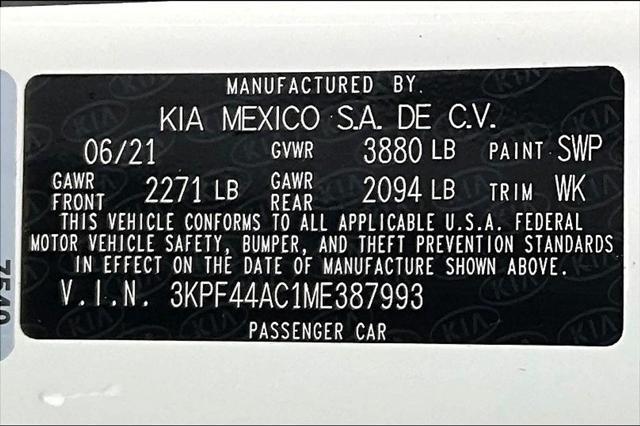 MANUFACTURED BY.
KIA MEXICO S.A. DE C.V.
06/21 GVWR 3880 LB PAINT SWP
GAWR FRONT 2271 LB GAWR REAR 2094 LB TRIM WK
THIS VEHICLE CONFORMS TO ALL APPLICABLE U.S.A. FEDERAL
MOTOR VEHICLE SAFETY, BUMPER, AND THEFT PREVENTION STANDARDS
IN EFFECT ON THE DATE OF MANUFACTURE SHOWN ABOVE.
V.I.N. 3KPF44AC1ME387993
PASSENGER CAR